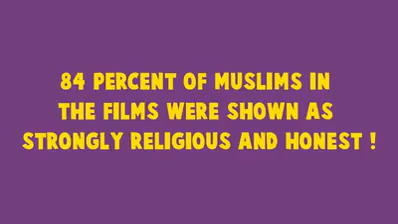 84 PERCENT OF MUSLIMS IN
THE FILMS WERE SHOWN AS
STRONGLY RELIGIOUS AND HONEST !